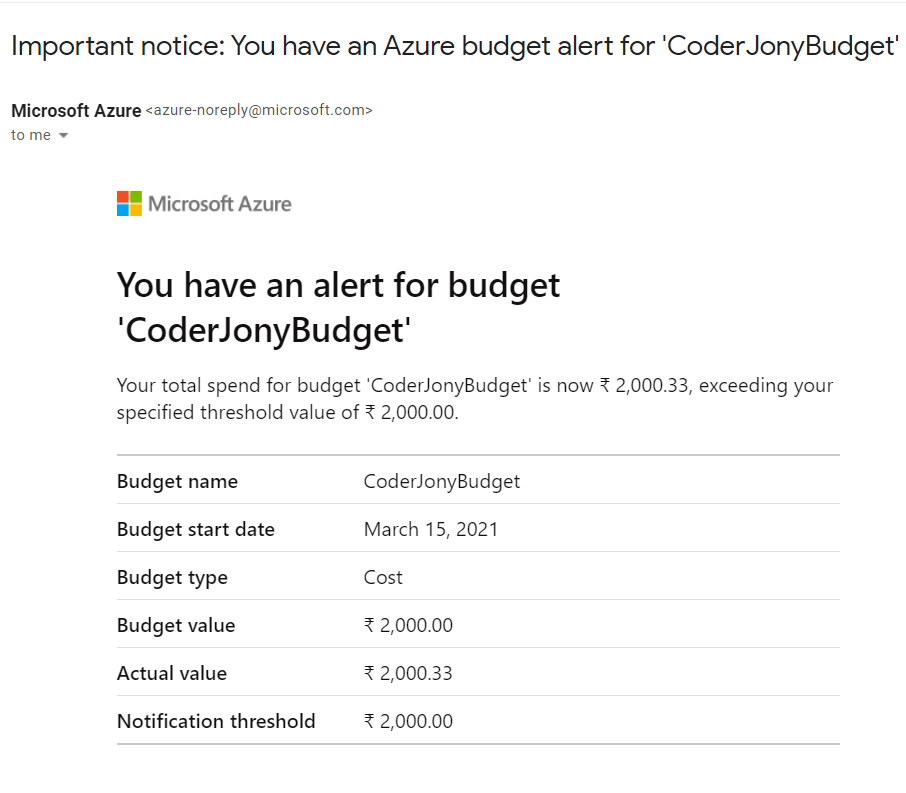 Important notice: You have an Azure budget alert for 'CoderJonyBudget'
Microsoft Azure <azure-noreply@microsoft.com>
to me
Microsoft Azure
You have an alert for budget
'CoderJonyBudget'
Your total spend for budget 'CoderJonyBudget' is now ₹ 2,000.33, exceeding your
specified threshold value of ₹ 2,000.00.
Budget name CoderJonyBudget
Budget start date March 15, 2021
Budget type Cost
Budget value ₹ 2,000.00
Actual value ₹ 2,000.33
Notification threshold ₹ 2,000.00